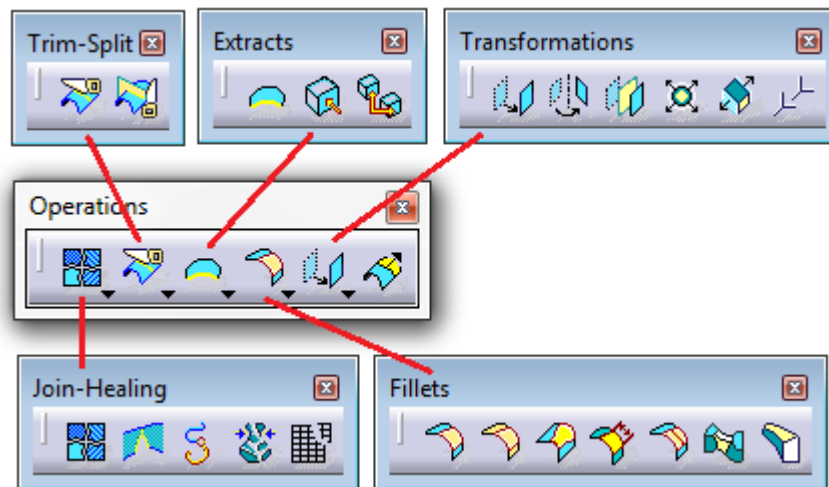 Trim-Split
Extracts
Transformations
Operations
Join-Healing
Fillets